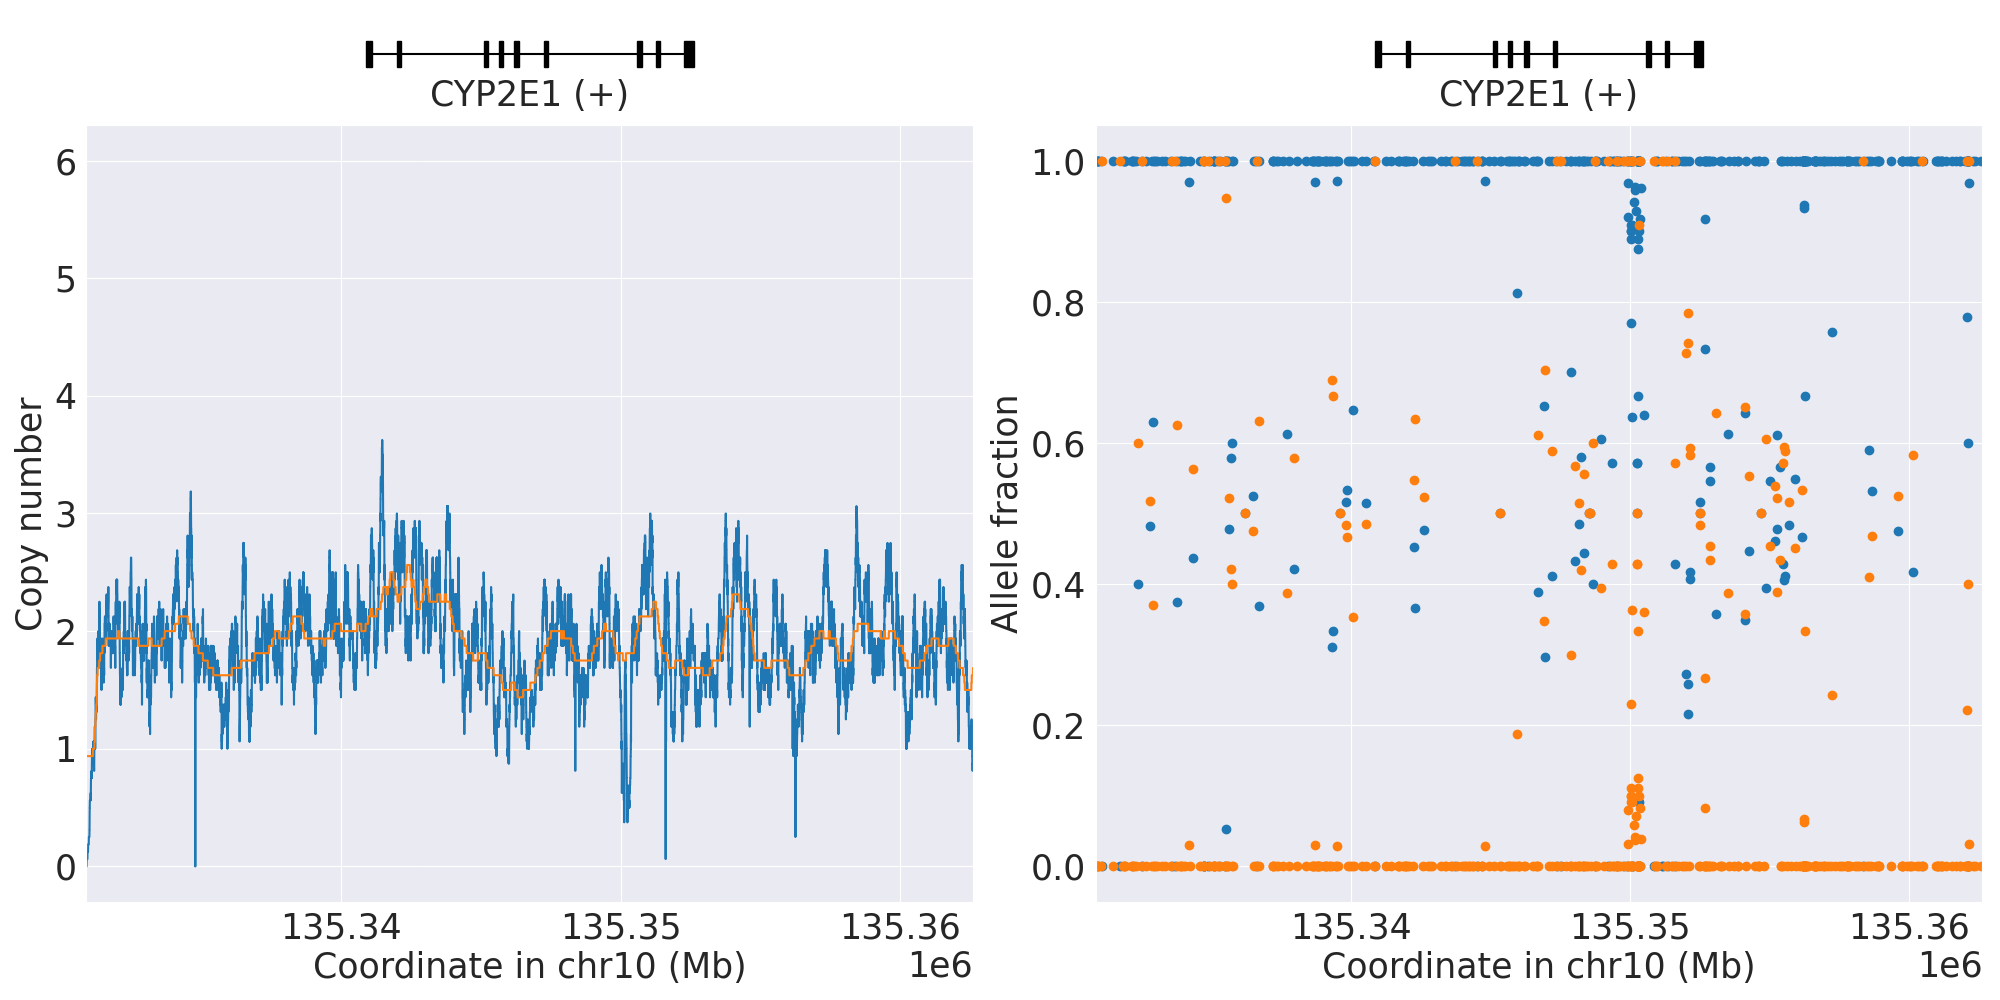 CYP2E1 (+)
6
5
4
3
2
1
0
Copy number
135.34
135.35
135.36
Coordinate in chr10 (Mb)
1e6
CYP2E1 (+)
1.0
0.8
0.6
0.4
0.2
0.0
Allele fraction
135.34
135.35
135.36
Coordinate in chr10 (Mb)
1e6